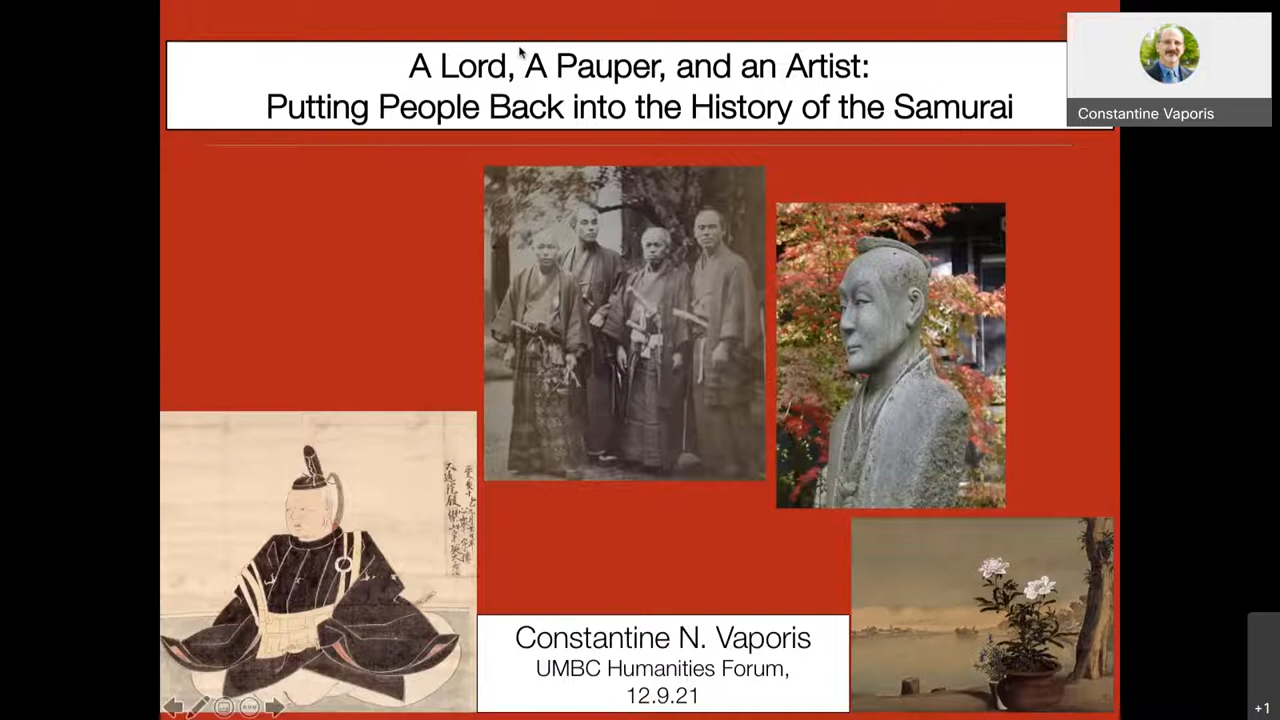 A Lord, A Pauper, and an Artist:
Putting People Back into the History of the Samurai
Constantine Vaporis
Constantine N. Vaporis
UMBC Humanities Forum,
12.9.21
+1